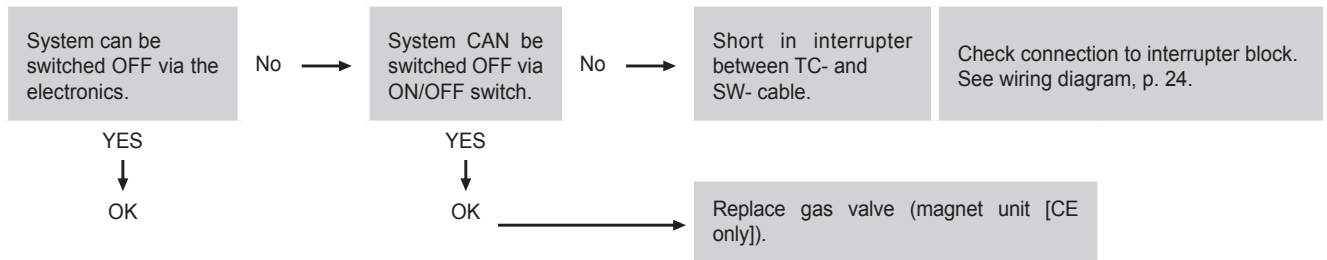 System can be
switched OFF via the
electronics.
No
System CAN be
switched OFF via
ON/OFF switch.
No
Short in interrupter
between TC- and
SW- cable.
Check connection to interrupter block.
See wiring diagram, p. 24.
YES
YES
OK
OK
Replace gas valve (magnet unit [CE
only]).